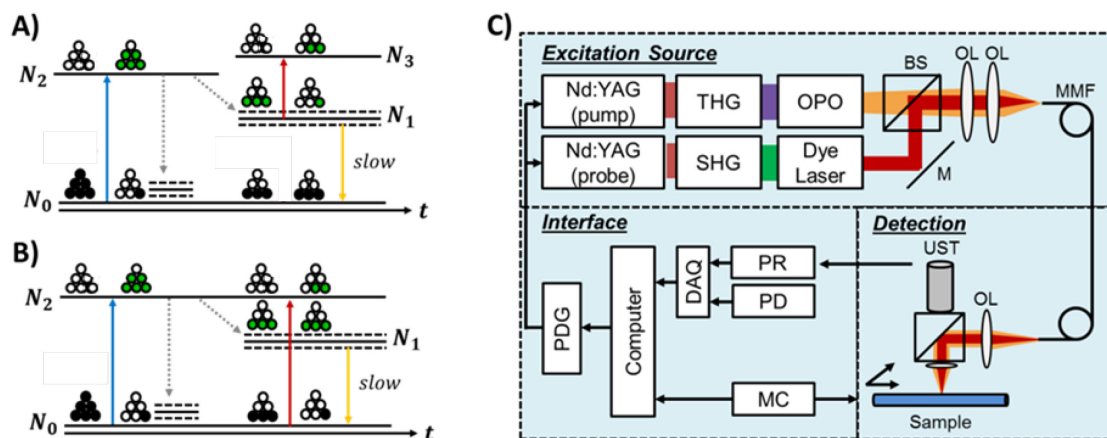 A)
N₂
N₃
N₁
slow
N₀
t
B)
N₂
N₁
slow
N₀
t
C)
Excitation Source
Nd:YAG
(pump)
THG
OPO
BS
OL
OL
MMF
Nd:YAG
(probe)
SHG
Dye
Laser
M
Interface
PDG
Computer
DAQ
PR
PD
MC
Detection
UST
OL
Sample